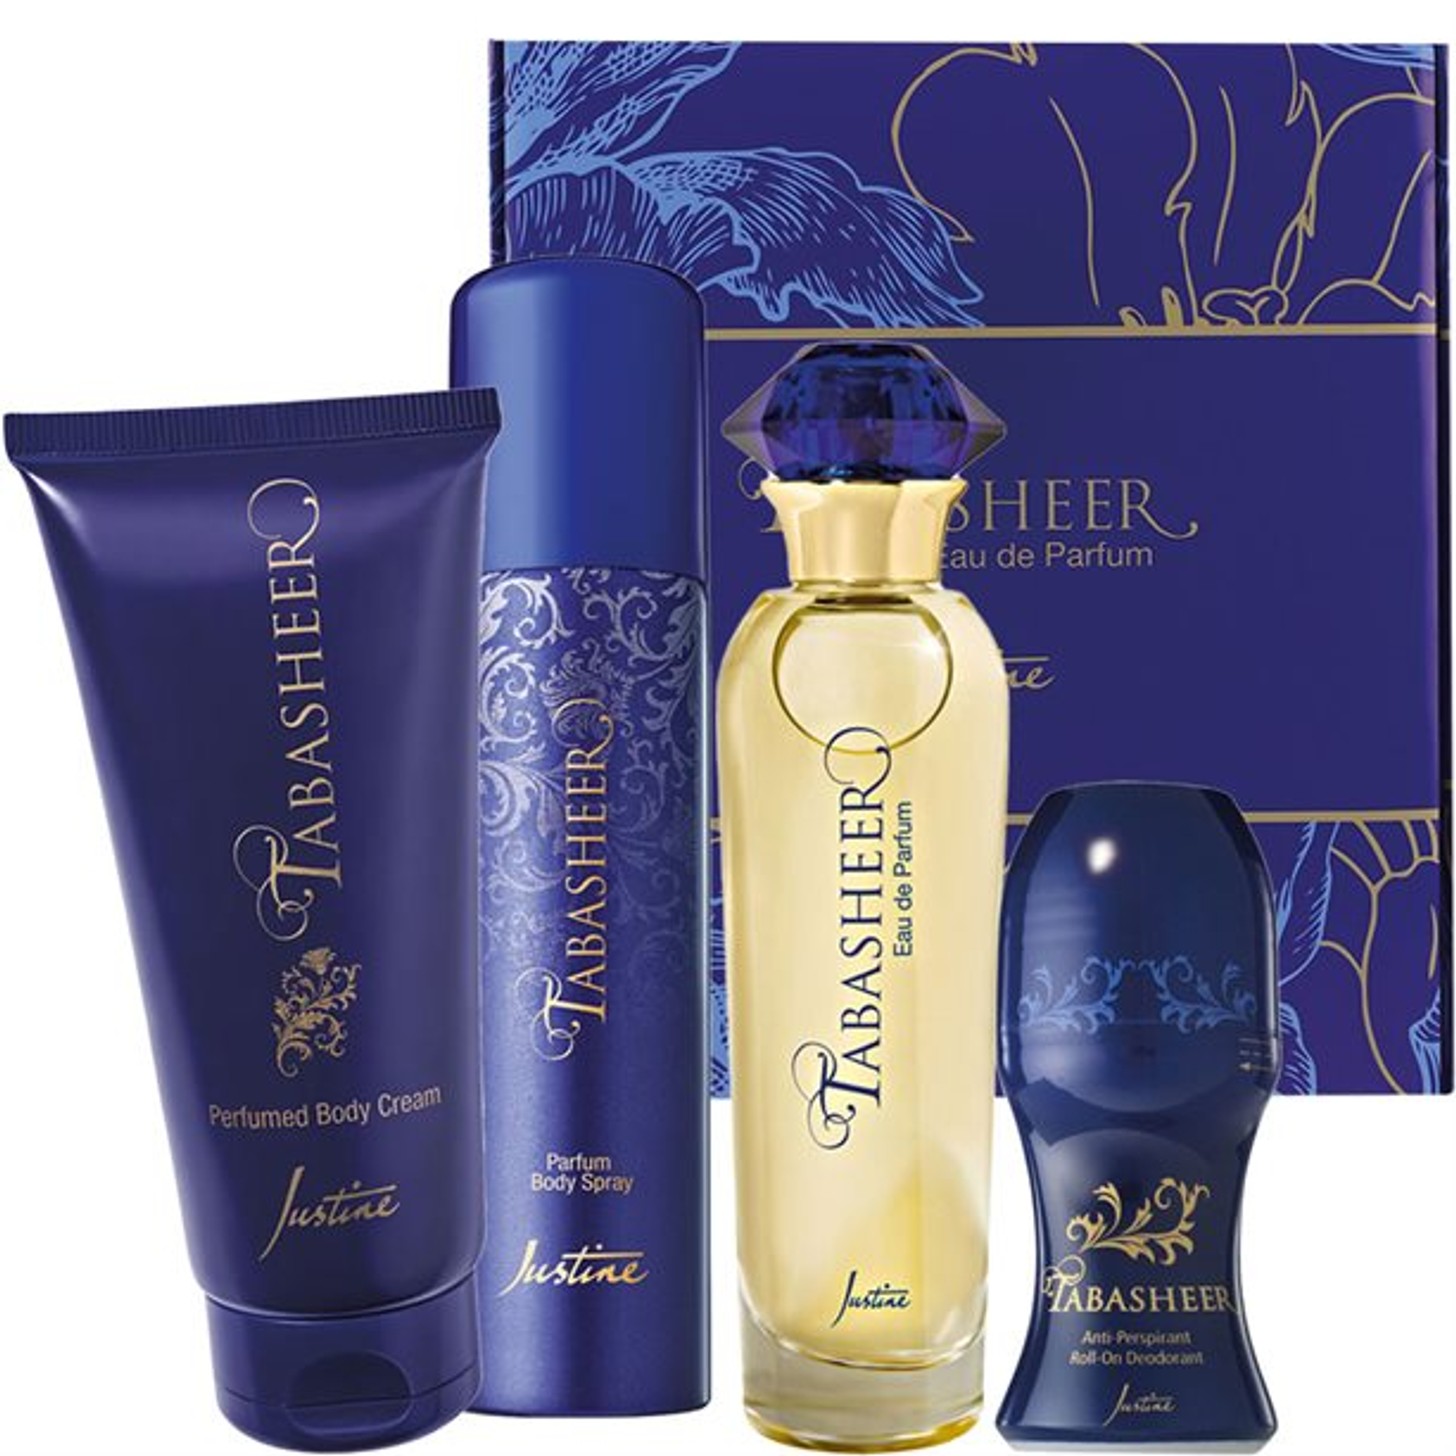 TABASHEER
Perfumed Body Cream
Justine
TABASHEER
Parfum
Body Spray
Justine
TABASHEER
Eau de Parfum
Justine
SHEER
Eau de Parfum
TABASHEER
Anti-Perspirant
Roll-On Deodorant
Justine